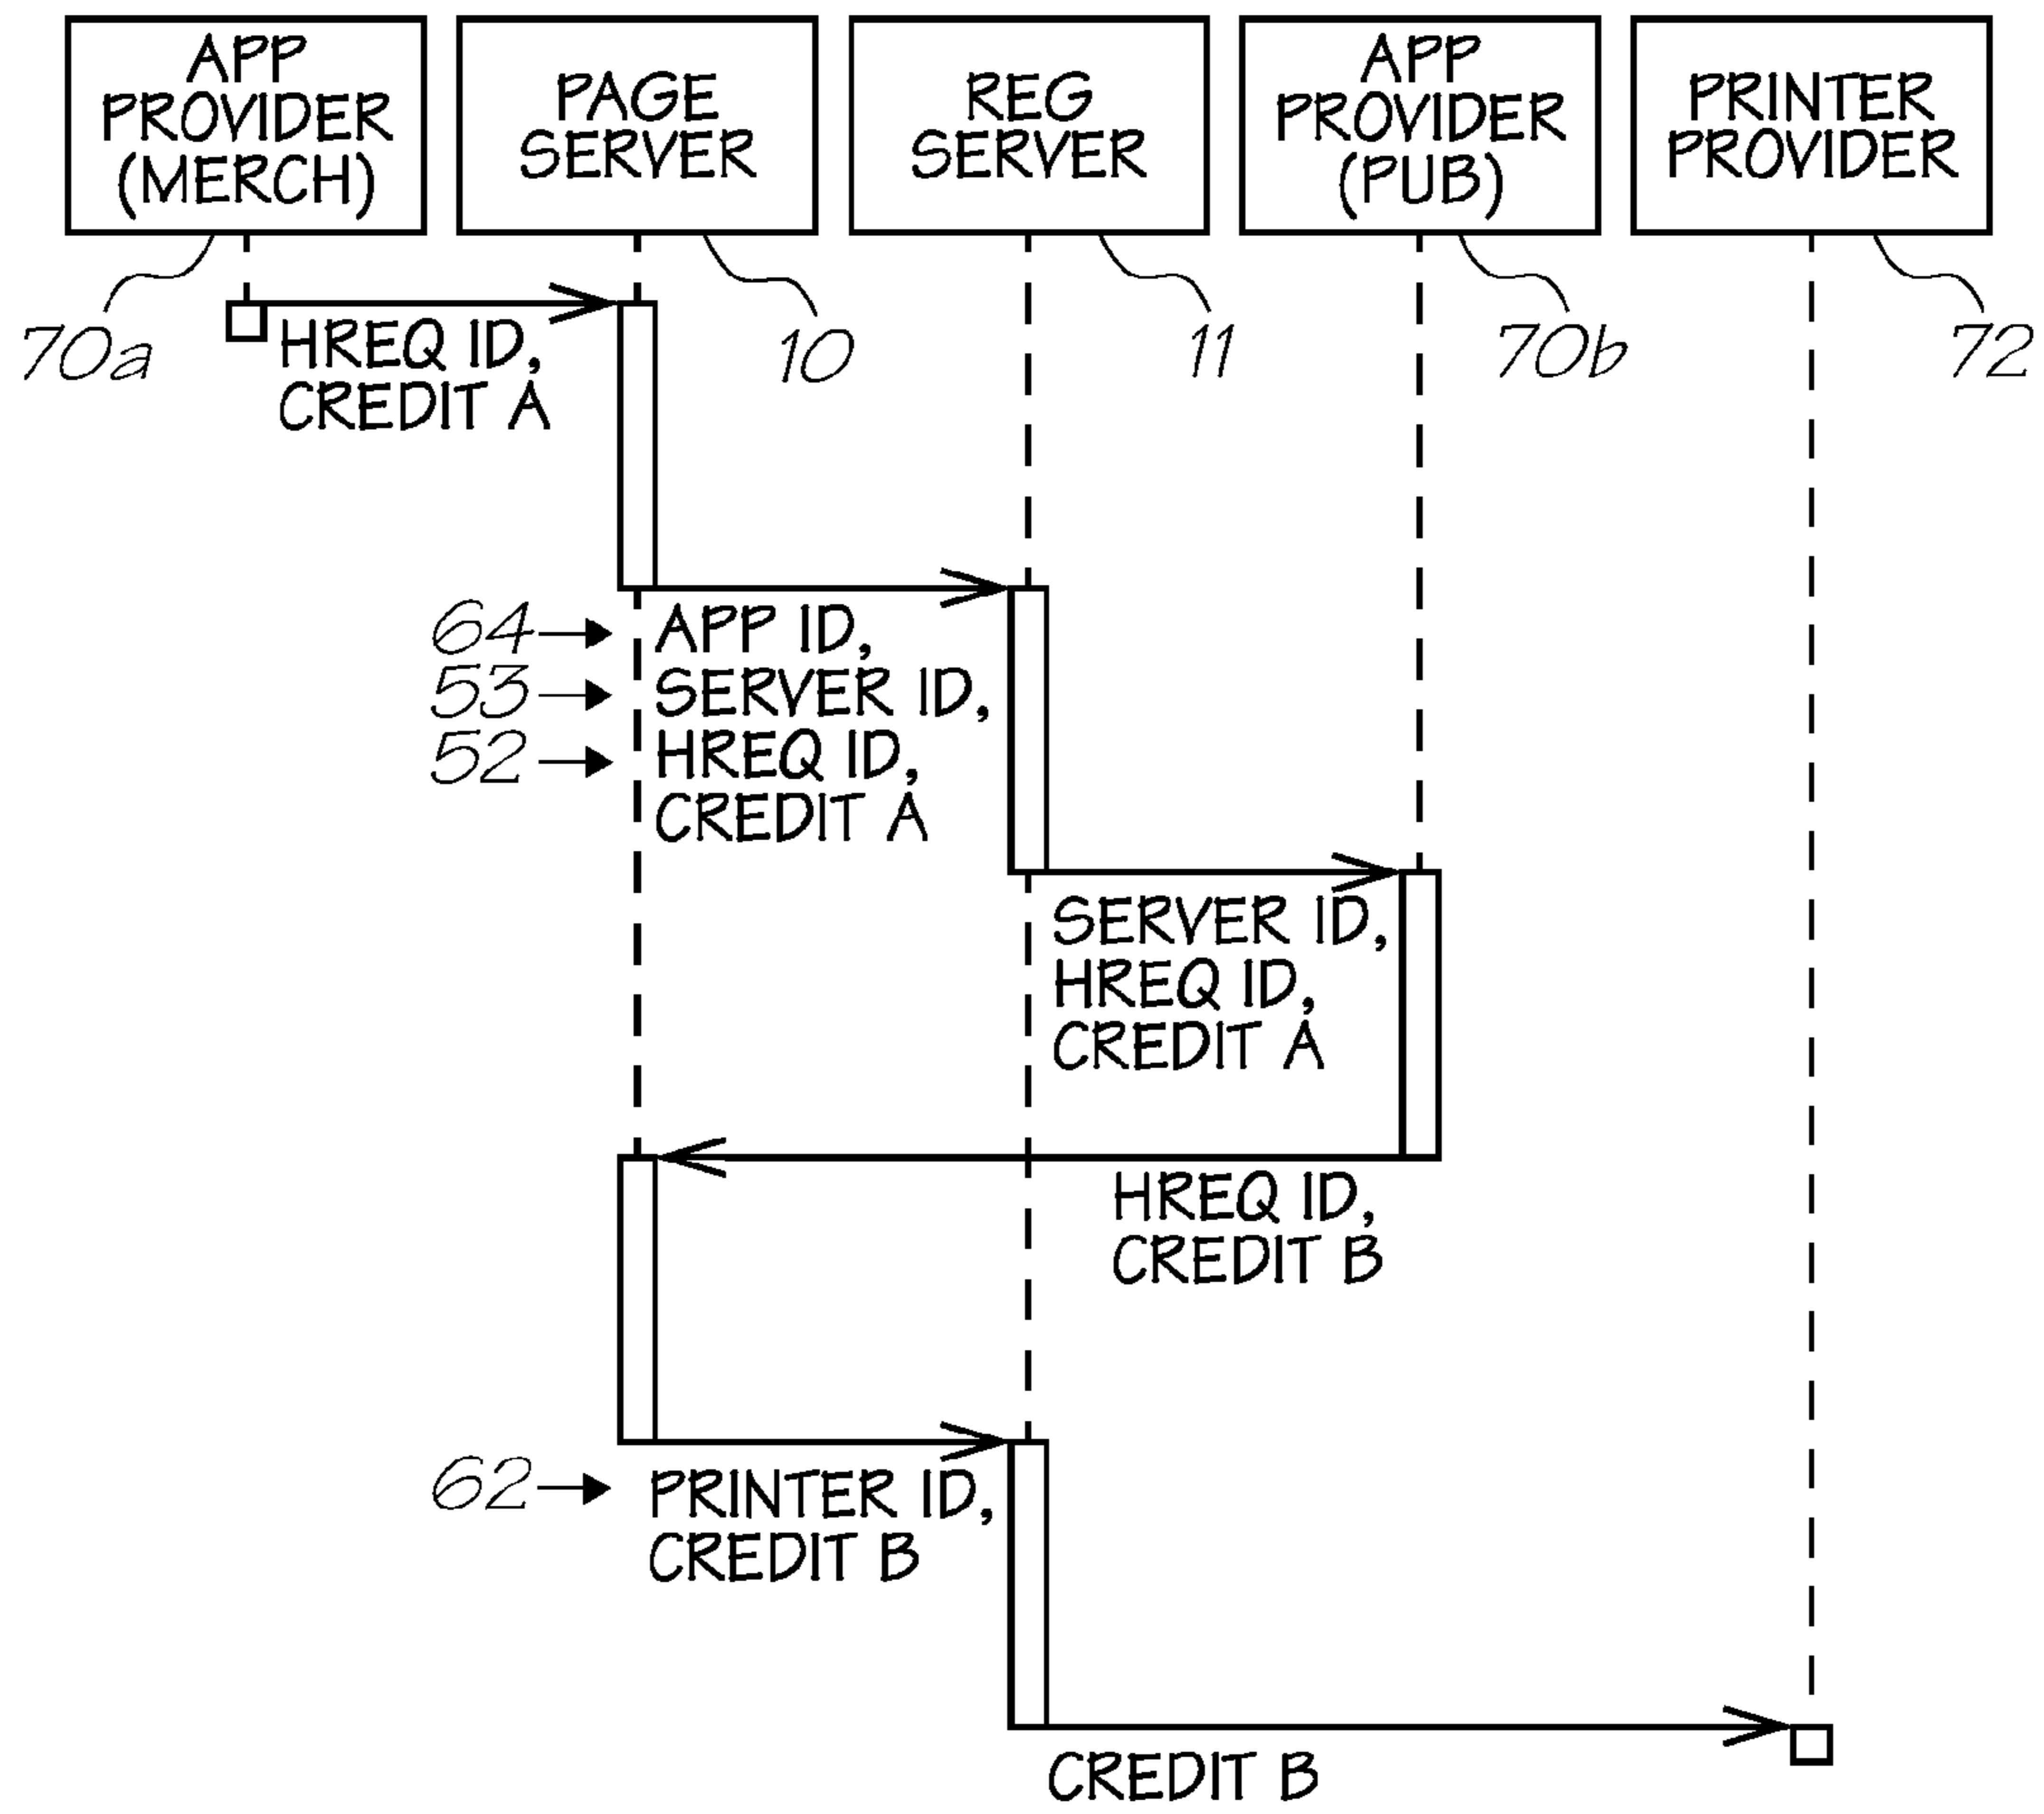 APP
PROVIDER
(MERCH)
PAGE
SERVER
REG
SERVER
APP
PROVIDER
(PUB)
PRINTER
PROVIDER
70a
10
11
70b
72
HREQ ID,
CREDIT A
64
APP ID,
53
SERVER ID,
52
HREQ ID,
CREDIT A
SERVER ID,
HREQ ID,
CREDIT A
HREQ ID,
CREDIT B
62
PRINTER ID,
CREDIT B
CREDIT B